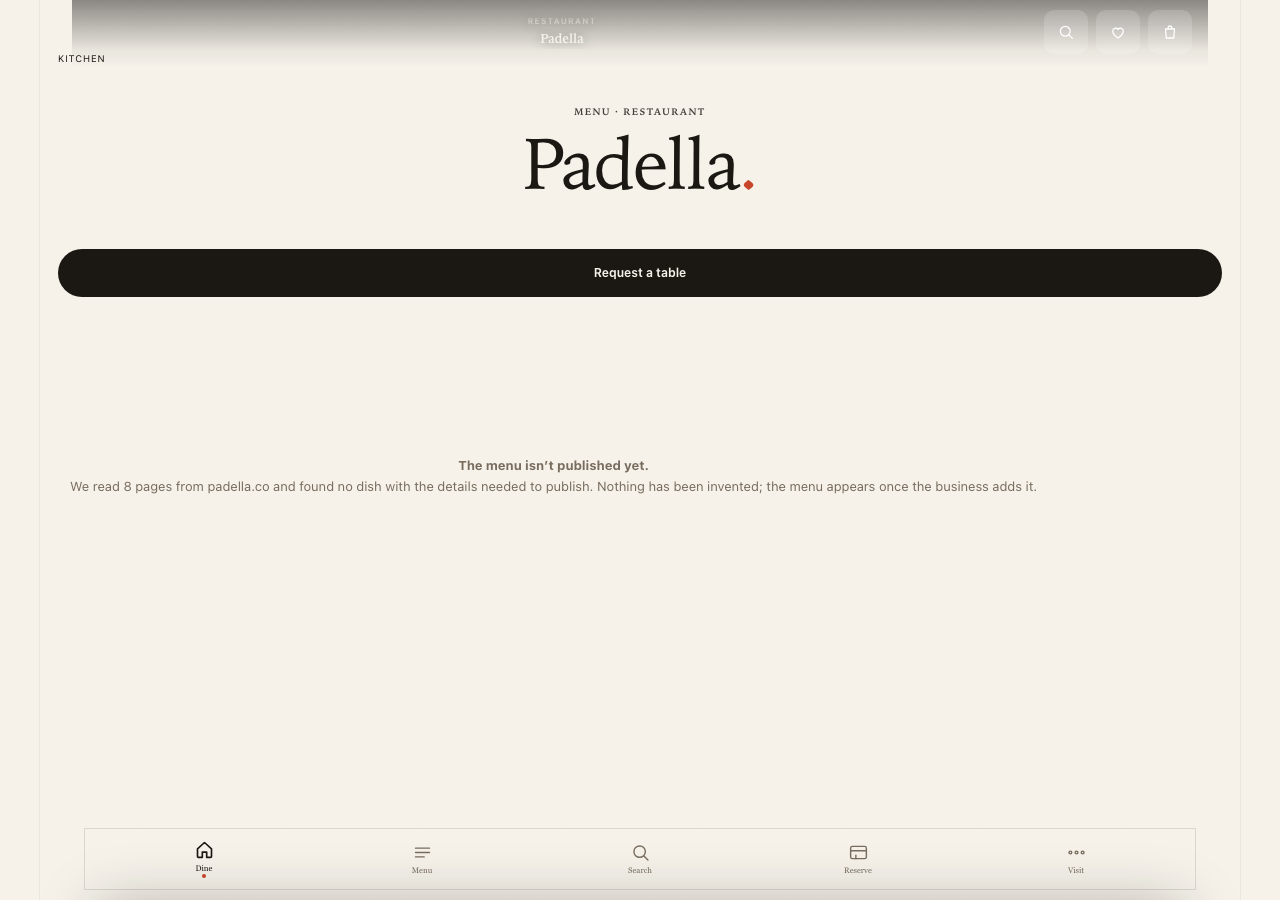 RESTAURANT
Padella
KITCHEN
MENU · RESTAURANT
Padella.
Request a table
The menu isn’t published yet.
We read 8 pages from padella.co and found no dish with the details needed to publish. Nothing has been invented; the menu appears once the business adds it.
Dine
Menu
Search
Reserve
Visit